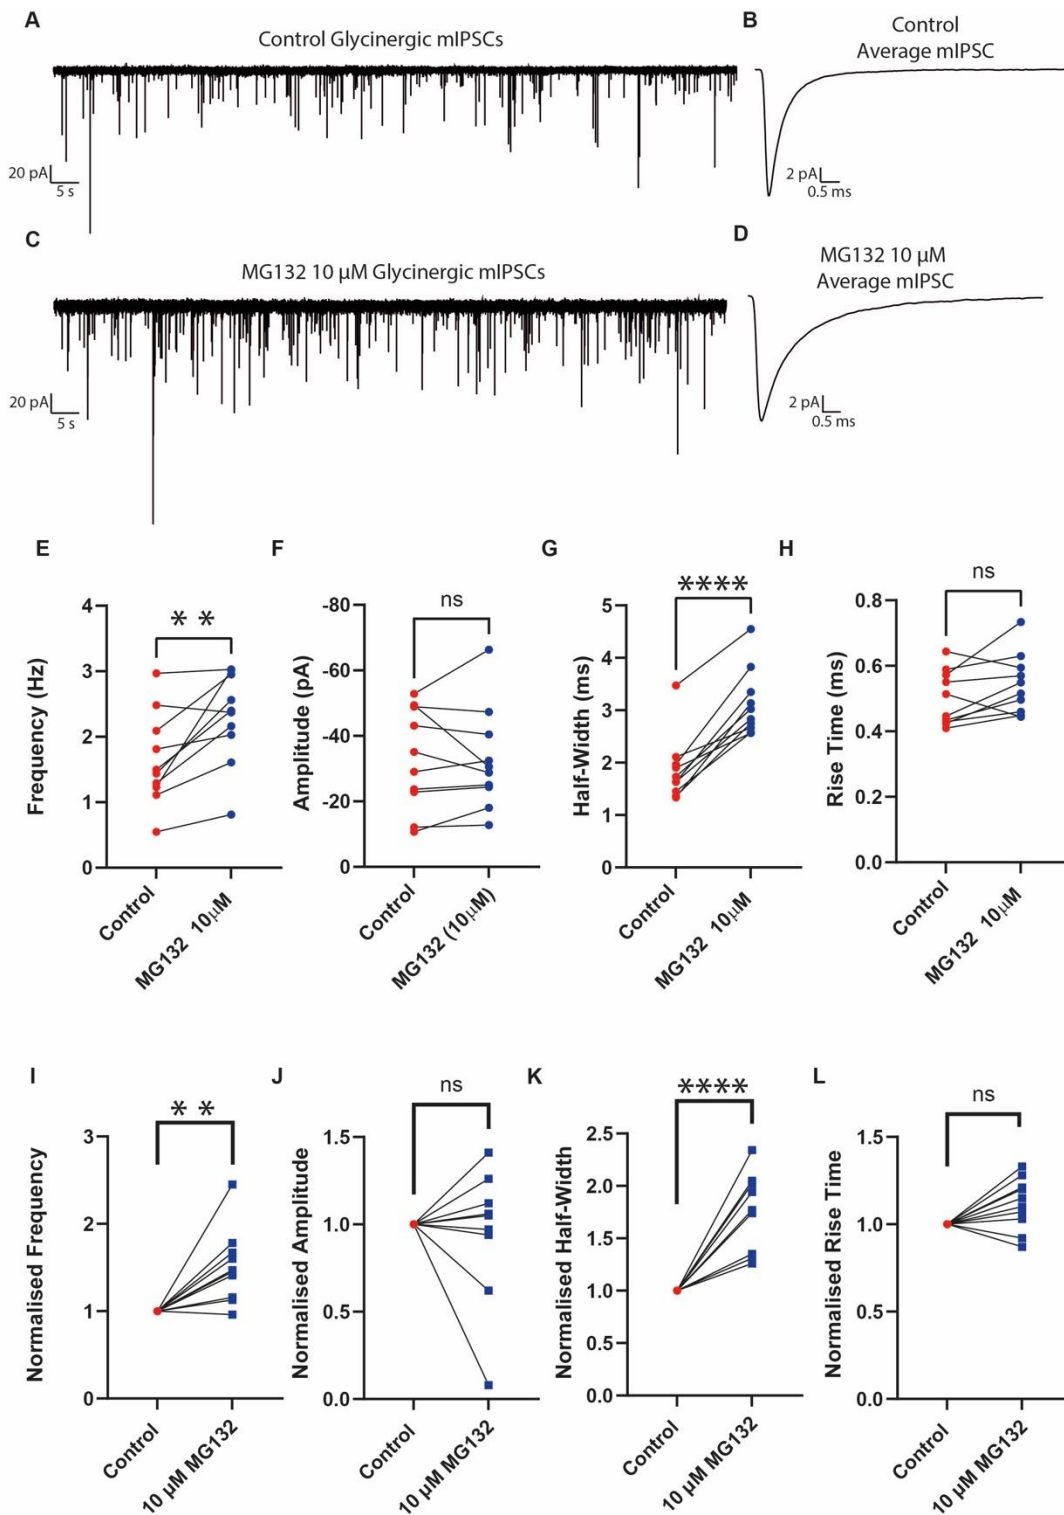 A
Control Glycinergic mIPSCs
20 pA
5 s
B
Control
Average mIPSC
2 pA
0.5 ms
C
MG132 10 µM Glycinergic mIPSCs
20 pA
5 s
D
MG132 10 µM
Average mIPSC
2 pA
0.5 ms
E
**
Frequency (Hz)
4
3
2
1
0
Control
MG132 10µM
F
ns
Amplitude (pA)
-80
-60
-40
-20
0
Control
MG132 (10µM)
G
****
Half-Width (ms)
5
4
3
2
1
0
Control
MG132 10µM
H
ns
Rise Time (ms)
0.8
0.6
0.4
0.2
0.0
Control
MG132 10µM
I
**
Normalised Frequency
3
2
1
0
Control
10 µM MG132
J
ns
Normalised Amplitude
1.5
1.0
0.5
0.0
Control
10 µM MG132
K
****
Normalised Half-Width
2.5
2.0
1.5
1.0
0.5
0.0
Control
10 µM MG132
L
ns
Normalised Rise Time
1.5
1.0
0.5
0.0
Control
10 µM MG132